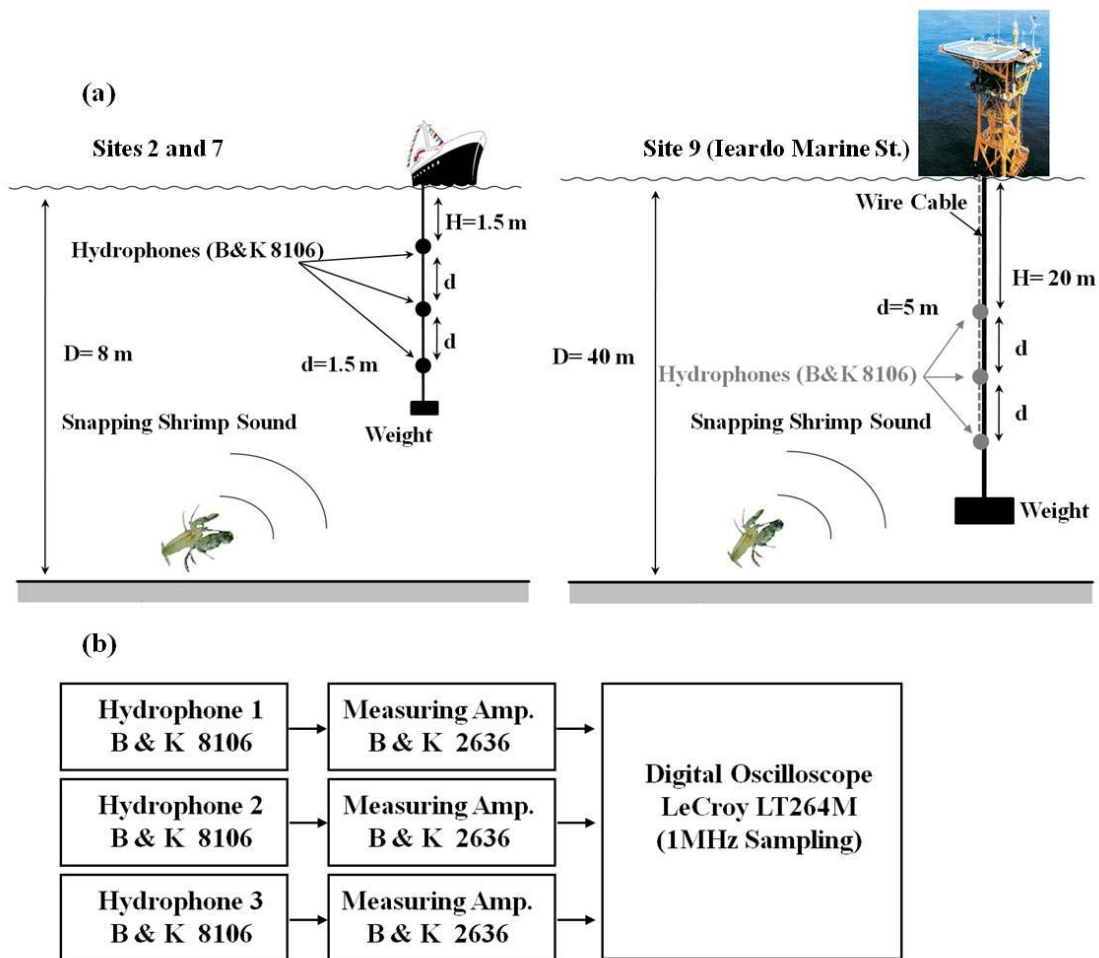 (a)
Sites 2 and 7
H=1.5 m
Hydrophones (B&K 8106)
d
d
D= 8 m
d=1.5 m
Snapping Shrimp Sound
Weight
Site 9 (Ieardo Marine St.)
Wire Cable
H= 20 m
d=5 m
d
D= 40 m
Hydrophones (B&K 8106)
d
Snapping Shrimp Sound
Weight
(b)
Hydrophone 1
B & K 8106
Measuring Amp.
B & K 2636
Hydrophone 2
B & K 8106
Measuring Amp.
B & K 2636
Hydrophone 3
B & K 8106
Measuring Amp.
B & K 2636
Digital Oscilloscope
LeCroy LT264M
(1MHz Sampling)